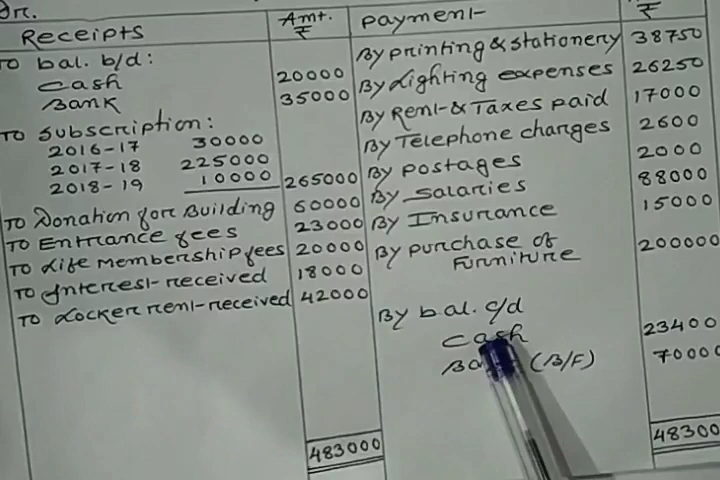 Dr.
Receipts Amt. ₹ Payment ₹
To bal. b/d:
Cash 20000
Bank 35000
To Subscription:
2016-17 30000
2017-18 225000
2018-19 10000 265000
To Donation for Building 60000
To Entrance fees 23000
To Life Membership fees 20000
To Interest received 18000
To Locker rent received 42000
483000
By printing & stationery 38750
By Lighting expenses 26250
By Rent & Taxes paid 17000
By Telephone charges 2600
By postages 2000
By Salaries 88000
By Insurance 15000
By purchase of
Furniture 200000
By bal. c/d
Cash 23400
(B/F) 70000
48300